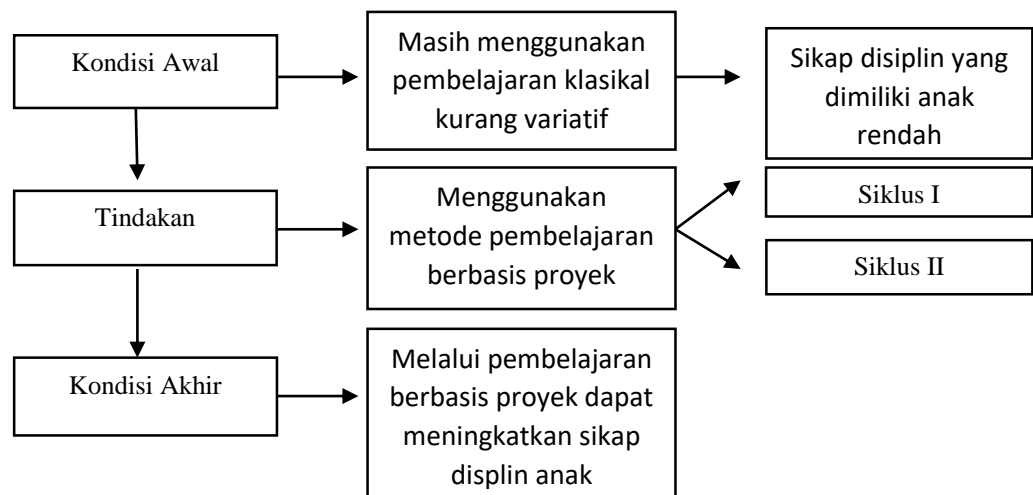 Kondisi Awal
Masih menggunakan
pembelajaran klasikal
kurang variatif
Sikap disiplin yang
dimiliki anak
rendah
Tindakan
Menggunakan
metode pembelajaran
berbasis proyek
Siklus I
Siklus II
Kondisi Akhir
Melalui pembelajaran
berbasis proyek dapat
meningkatkan sikap
displin anak